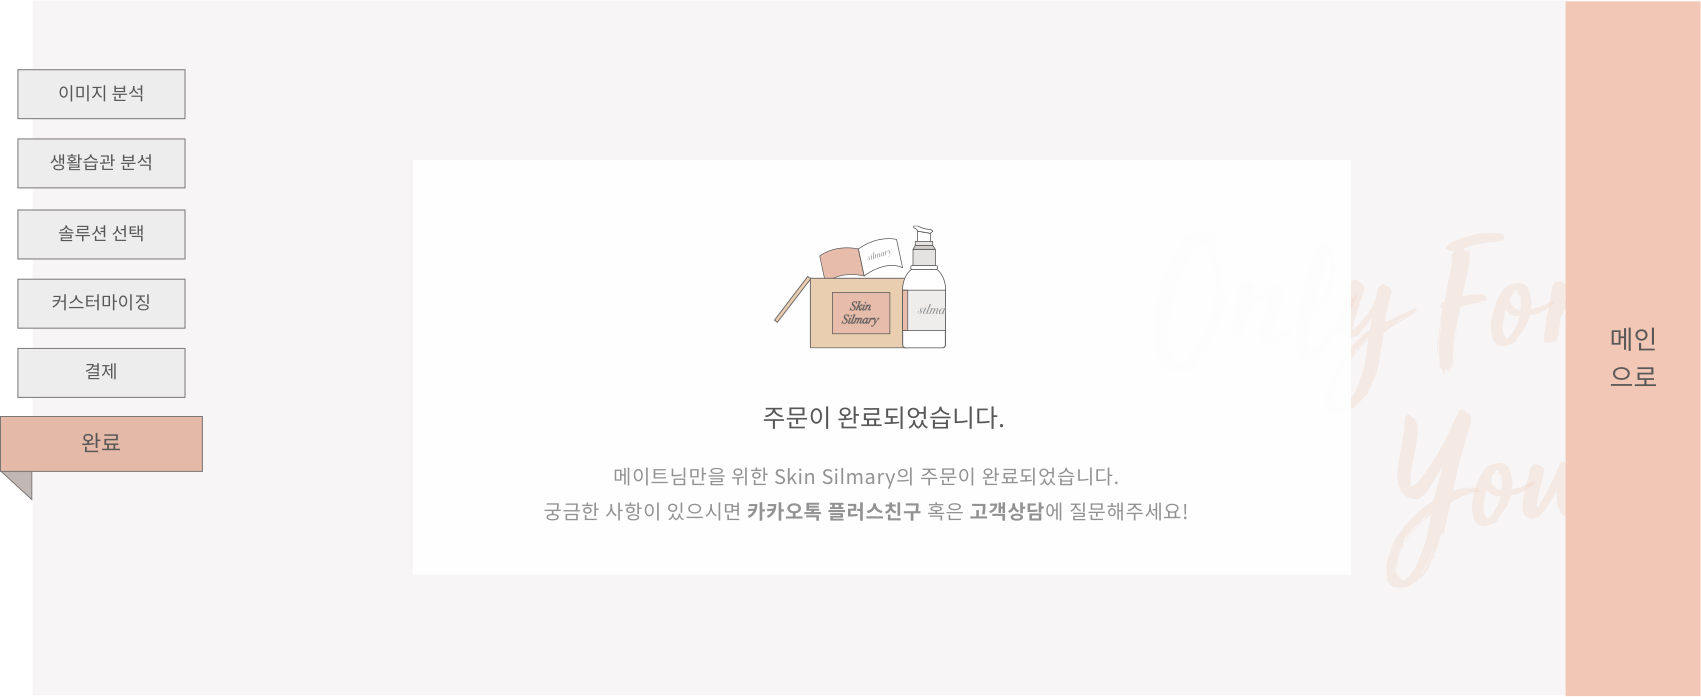 이미지 분석
생활습관 분석
솔루션 선택
커스터마이징
결제
완료
silmary
Skin
Silmary
silma
주문이 완료되었습니다.
메이트님만을 위한 Skin Silmary의 주문이 완료되었습니다.
궁금한 사항이 있으시면 카카오톡 플러스친구 혹은 고객상담에 질문해주세요!
Only For
You
메인
으로